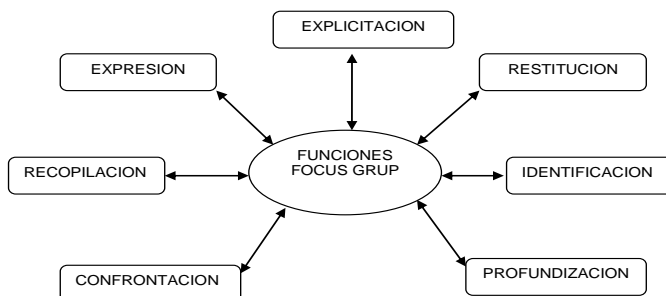 EXPLICITACION
EXPRESION
RESTITUCION
FUNCIONES
FOCUS GRUP
RECOPILACION
IDENTIFICACION
CONFRONTACION
PROFUNDIZACION